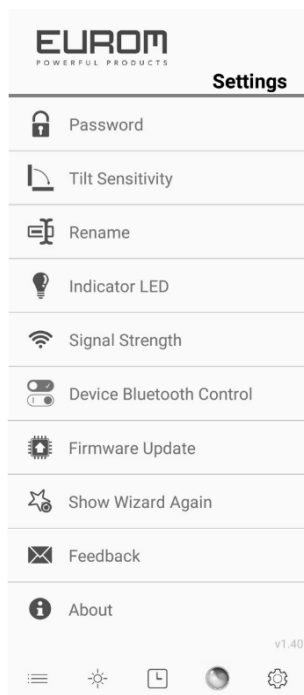 EUROM
POWERFUL PRODUCTS
Settings
Password
Tilt Sensitivity
Rename
Indicator LED
Signal Strength
Device Bluetooth Control
Firmware Update
Show Wizard Again
Feedback
About
v1.40